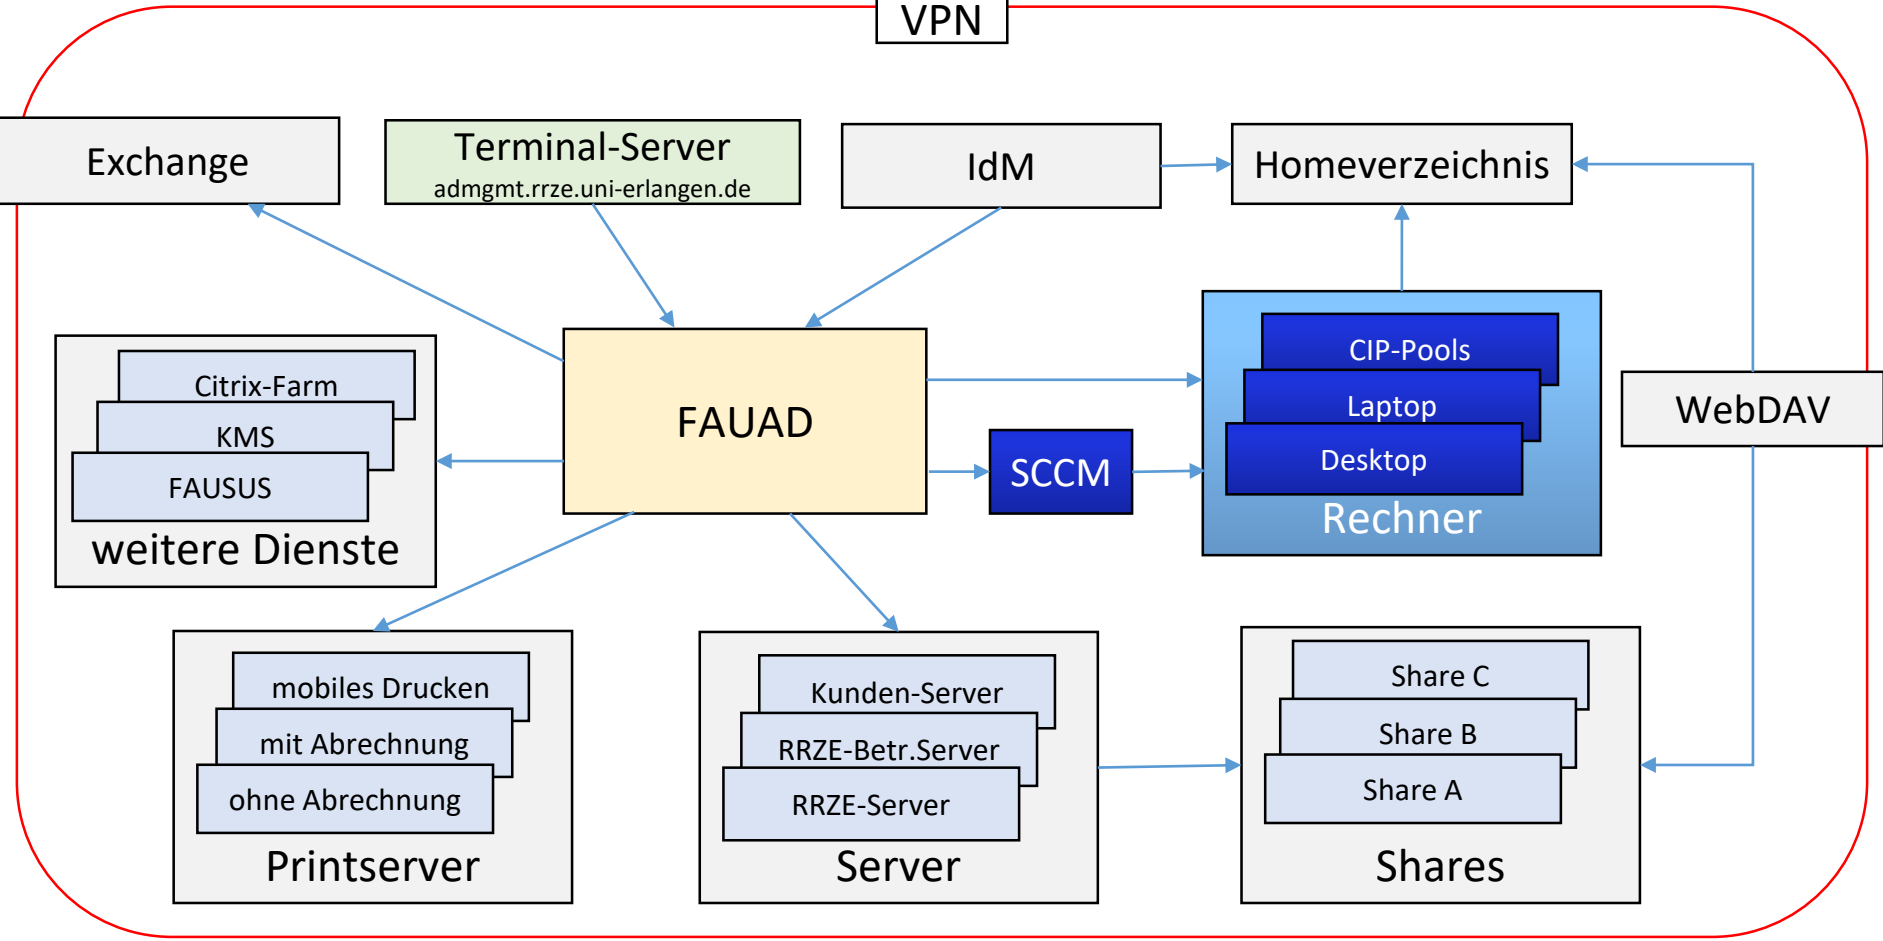 VPN
Exchange
Terminal-Server
admgmt.rrze.uni-erlangen.de
IdM
Homeverzeichnis
Citrix-Farm
KMS
FAUSUS
weitere Dienste
FAUAD
SCCM
CIP-Pools
Laptop
Desktop
Rechner
WebDAV
mobiles Drucken
mit Abrechnung
ohne Abrechnung
Printserver
Kunden-Server
RRZE-Betr.Server
RRZE-Server
Server
Share C
Share B
Share A
Shares